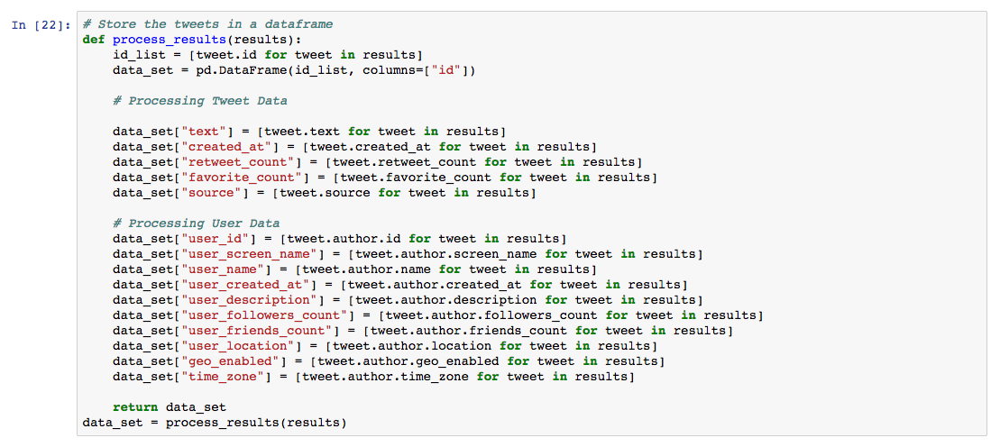 In [22]: # Store the tweets in a dataframe
def process_results(results):
    id_list = [tweet.id for tweet in results]
    data_set = pd.DataFrame(id_list, columns=["id"])

    # Processing Tweet Data

    data_set["text"] = [tweet.text for tweet in results]
    data_set["created_at"] = [tweet.created_at for tweet in results]
    data_set["retweet_count"] = [tweet.retweet_count for tweet in results]
    data_set["favorite_count"] = [tweet.favorite_count for tweet in results]
    data_set["source"] = [tweet.source for tweet in results]

    # Processing User Data
    data_set["user_id"] = [tweet.author.id for tweet in results]
    data_set["user_screen_name"] = [tweet.author.screen_name for tweet in results]
    data_set["user_name"] = [tweet.author.name for tweet in results]
    data_set["user_created_at"] = [tweet.author.created_at for tweet in results]
    data_set["user_description"] = [tweet.author.description for tweet in results]
    data_set["user_followers_count"] = [tweet.author.followers_count for tweet in results]
    data_set["user_friends_count"] = [tweet.author.friends_count for tweet in results]
    data_set["user_location"] = [tweet.author.location for tweet in results]
    data_set["geo_enabled"] = [tweet.author.geo_enabled for tweet in results]
    data_set["time_zone"] = [tweet.author.time_zone for tweet in results]

    return data_set
data_set = process_results(results)